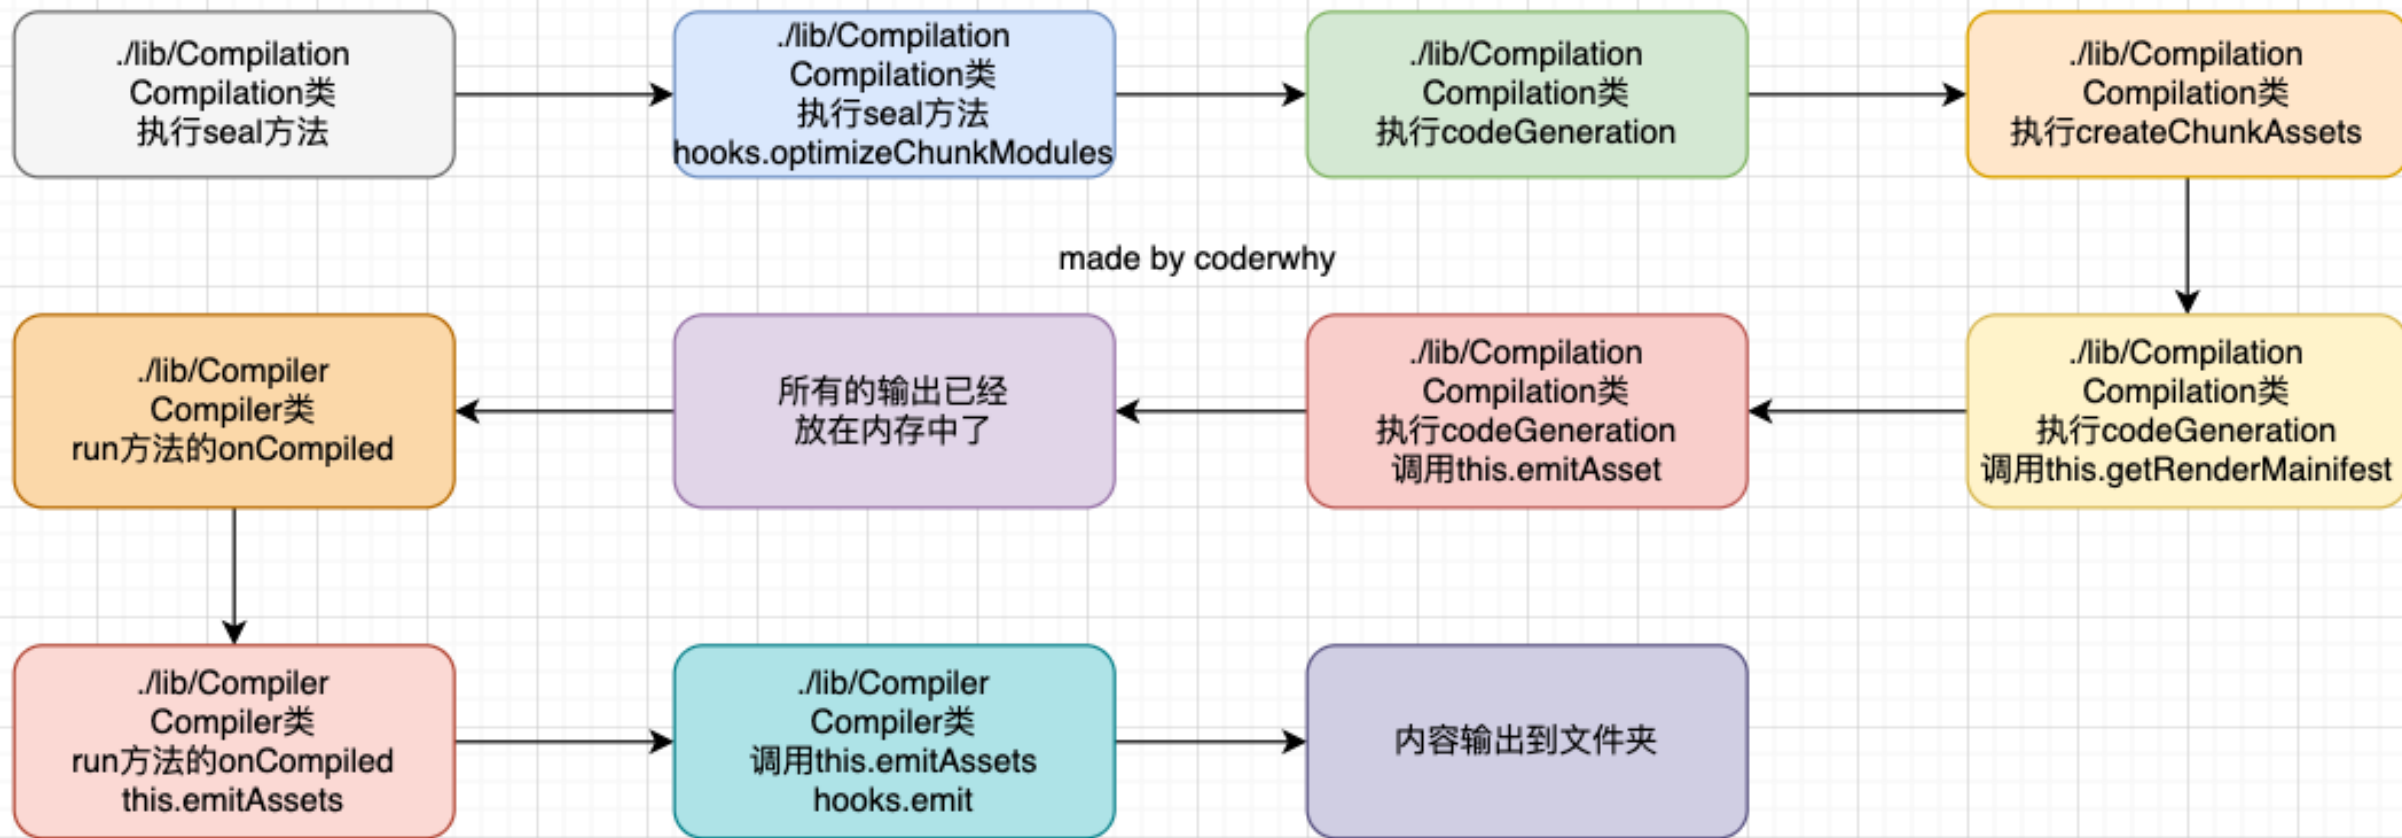 ./lib/Compilation
Compilation类
执行seal方法
./lib/Compilation
Compilation类
执行seal方法
hooks.optimizeChunkModules
./lib/Compilation
Compilation类
执行codeGeneration
./lib/Compilation
Compilation类
执行createChunkAssets
made by coderwhy
./lib/Compilation
Compilation类
执行codeGeneration
调用this.getRenderMainifest
./lib/Compilation
Compilation类
执行codeGeneration
调用this.emitAsset
所有的输出已经
放在内存中了
./lib/Compiler
Compiler类
run方法的onCompiled
./lib/Compiler
Compiler类
run方法的onCompiled
this.emitAssets
./lib/Compiler
Compiler类
调用this.emitAssets
hooks.emit
内容输出到文件夹